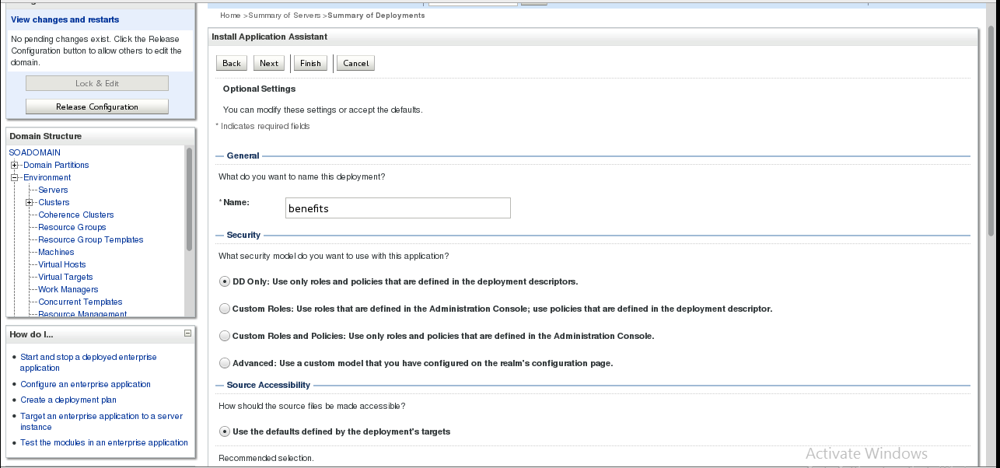 View changes and restarts
No pending changes exist. Click the Release
Configuration button to allow others to edit the
domain.
Lock & Edit
Release Configuration
Domain Structure
SOADOMAIN
Domain Partitions
Environment
Servers
Clusters
Coherence Clusters
Resource Groups
Resource Group Templates
Machines
Virtual Hosts
Virtual Targets
Work Managers
Concurrent Templates
Resource Management
How do I...
Start and stop a deployed enterprise
application
Configure an enterprise application
Create a deployment plan
Target an enterprise application to a server
instance
Test the modules in an enterprise application
Home >Summary of Servers >Summary of Deployments
Install Application Assistant
Back Next Finish Cancel
Optional Settings
You can modify these settings or accept the defaults.
* Indicates required fields
General
What do you want to name this deployment?
* Name: benefits
Security
What security model do you want to use with this application?
DD Only: Use only roles and policies that are defined in the deployment descriptors.
Custom Roles: Use roles that are defined in the Administration Console; use policies that are defined in the deployment descriptor.
Custom Roles and Policies: Use only roles and policies that are defined in the Administration Console.
Advanced: Use a custom model that you have configured on the realm's configuration page.
Source Accessibility
How should the source files be made accessible?
Use the defaults defined by the deployment's targets
Recommended selection.
Activate Windows